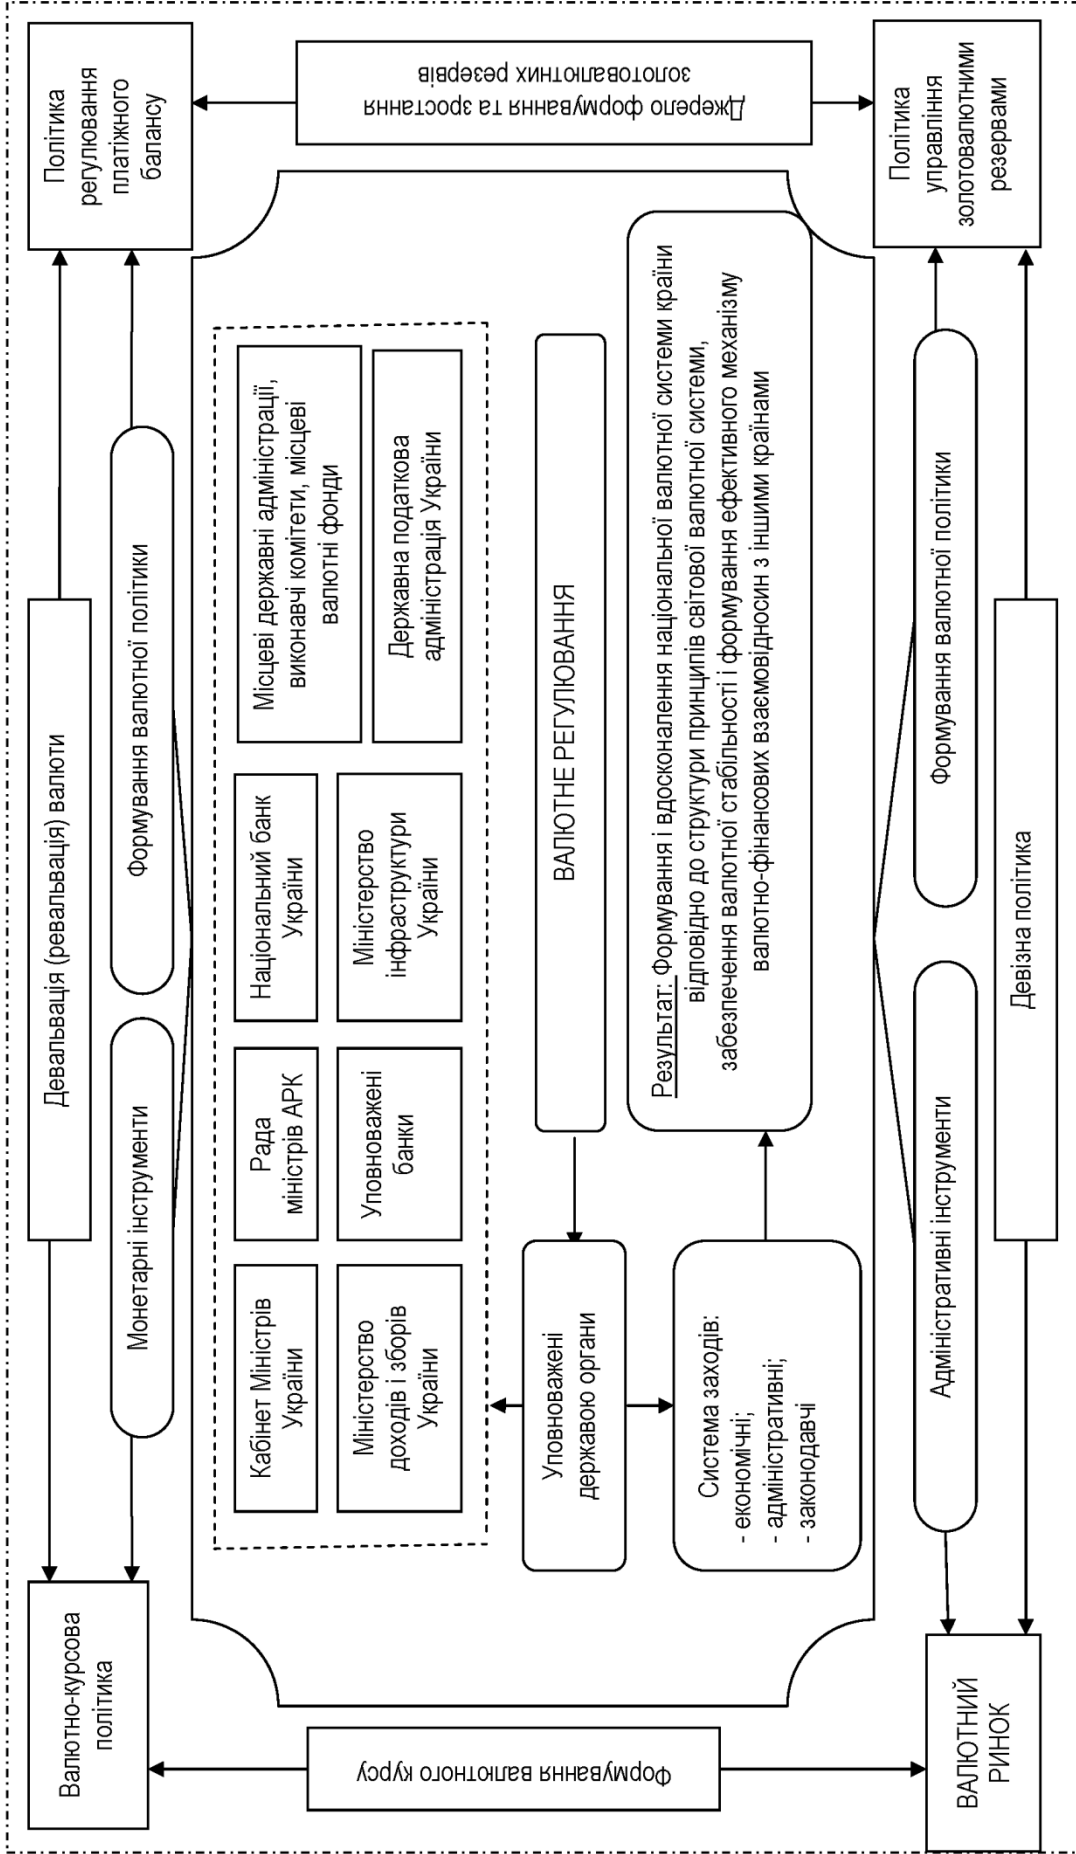 Девальвація (ревальвація) валюти
Валютно-курсова
політика
Монетарні інструменти
Формування валютної політики
Політика
регулювання
платіжного
балансу
Кабінет Міністрів
України
Рада
міністрів АРК
Національний банк
України
Місцеві державні адміністрації,
виконавчі комітети, місцеві
валютні фонди
Міністерство
доходів і зборів
України
Уповноважені
банки
Міністерство
інфраструктури
України
Державна податкова
адміністрація України
Формування валютного курсу
Уповноважені
державою органи
ВАЛЮТНЕ РЕГУЛЮВАННЯ
Джерело формування та зростання
золотовалютних резервів
Система заходів:
- економічні;
- адміністративні;
- законодавчі
Результат: Формування і вдосконалення національної валютної системи країни
відповідно до структури принципів світової валютної системи,
забезпечення валютної стабільності і формування ефективного механізму
валютно-фінансових взаємовідносин з іншими країнами
ВАЛЮТНИЙ
РИНОК
Адміністративні інструменти
Формування валютної політики
Політика
управління
золотовалютними
резервами
Девізна політика